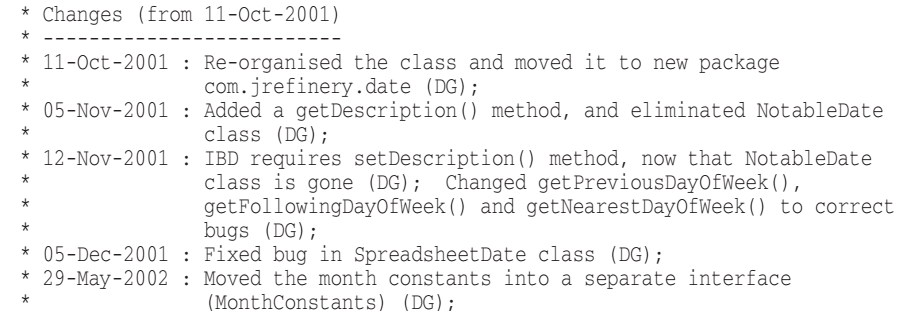 * Changes (from 11-Oct-2001)
* --------------------------
* 11-Oct-2001 : Re-organised the class and moved it to new package
*               com.jrefinery.date (DG);
* 05-Nov-2001 : Added a getDescription() method, and eliminated NotableDate
*               class (DG);
* 12-Nov-2001 : IBD requires setDescription() method, now that NotableDate
*               class is gone (DG);  Changed getPreviousDayOfWeek(),
*               getFollowingDayOfWeek() and getNearestDayOfWeek() to correct
*               bugs (DG);
* 05-Dec-2001 : Fixed bug in SpreadsheetDate class (DG);
* 29-May-2002 : Moved the month constants into a separate interface
*               (MonthConstants) (DG);